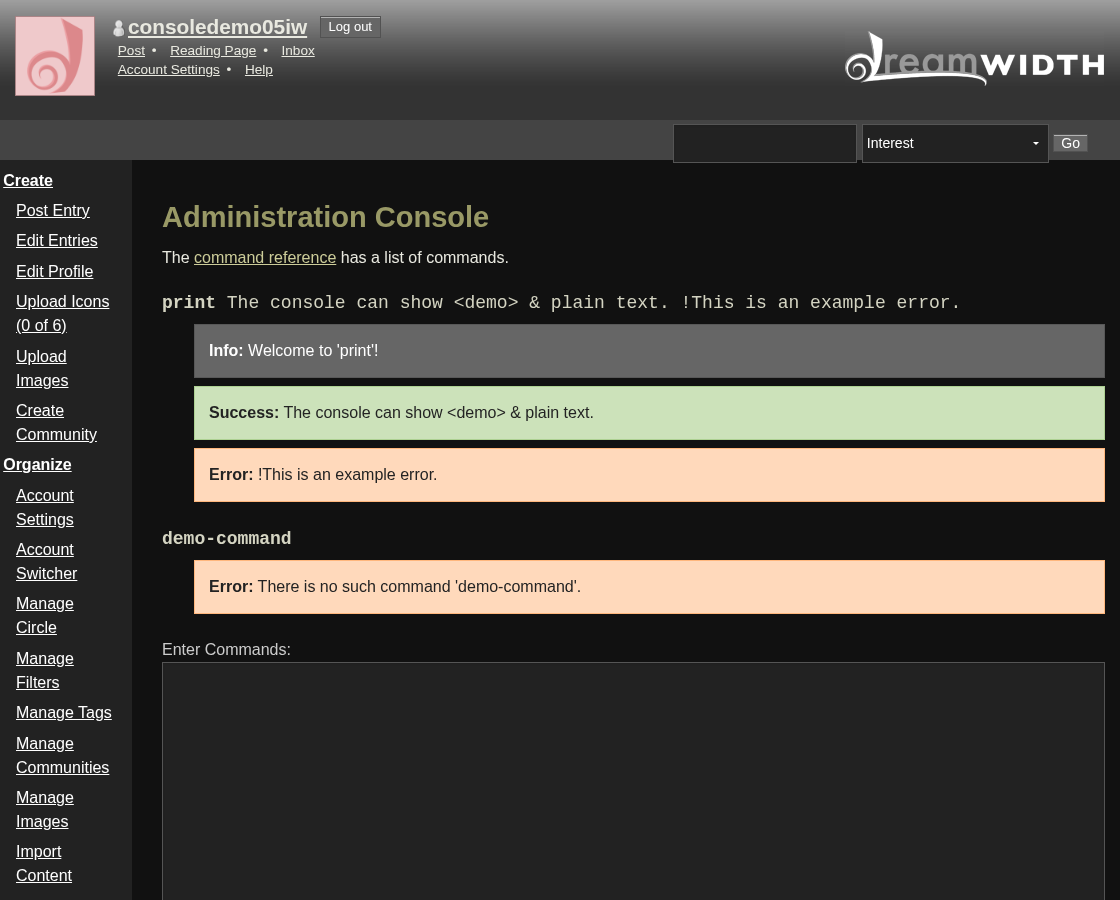 consoledemo05iw Log out
Post • Reading Page • Inbox
Account Settings • Help
dreamwidth
Interest
Go
Create
Post Entry
Edit Entries
Edit Profile
Upload Icons
(0 of 6)
Upload
Images
Create
Community
Organize
Account
Settings
Account
Switcher
Manage
Circle
Manage
Filters
Manage Tags
Manage
Communities
Manage
Images
Import
Content
Administration Console
The command reference has a list of commands.
print The console can show <demo> & plain text. !This is an example error.
Info: Welcome to 'print'!
Success: The console can show <demo> & plain text.
Error: !This is an example error.
demo-command
Error: There is no such command 'demo-command'.
Enter Commands: